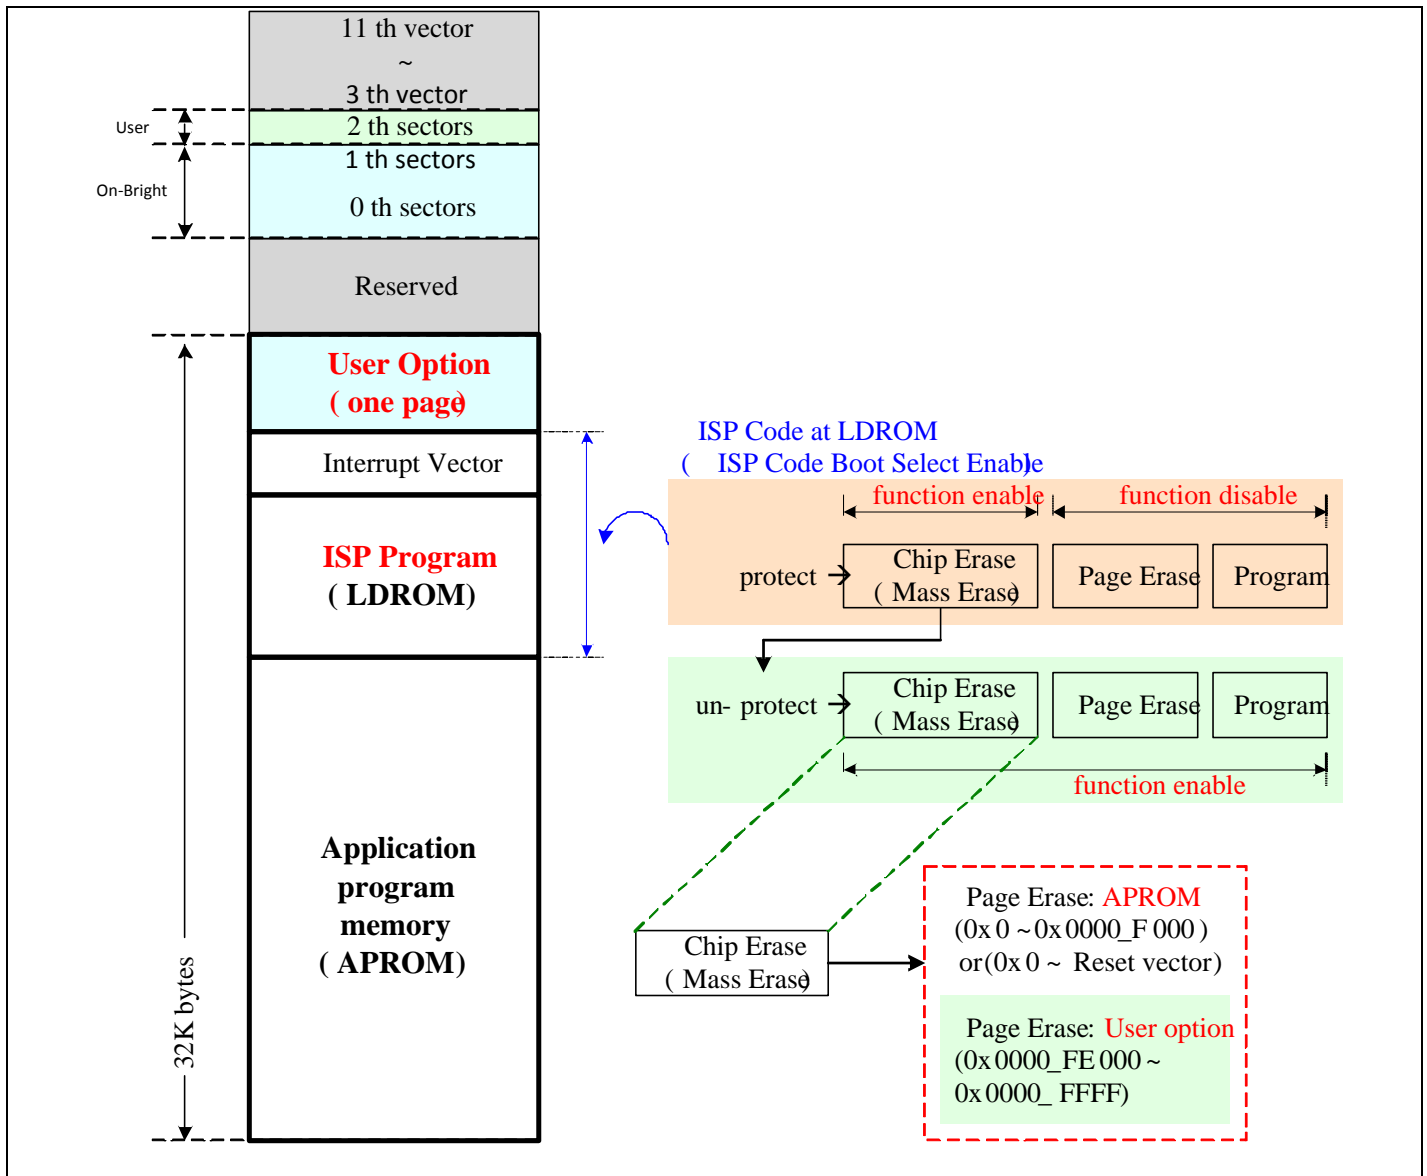 11 th vector
~
3 th vector
User
2 th sectors
1 th sectors
On-Bright
0 th sectors
Reserved
User Option
( one page)
Interrupt Vector
ISP Program
( LDROM)
Application
program
memory
( APROM)
32K bytes
ISP Code at LDROM
( ISP Code Boot Select Enable )
function enable
function disable
protect →
Chip Erase
( Mass Erase)
Page Erase
Program
un- protect →
Chip Erase
( Mass Erase)
Page Erase
Program
function enable
Chip Erase
( Mass Erase)
Page Erase: APROM
(0x 0 ~ 0x 0000_F 000 )
or (0x 0 ~ Reset vector)
Page Erase: User option
(0x 0000_FE 000 ~
0x 0000_ FFFF)